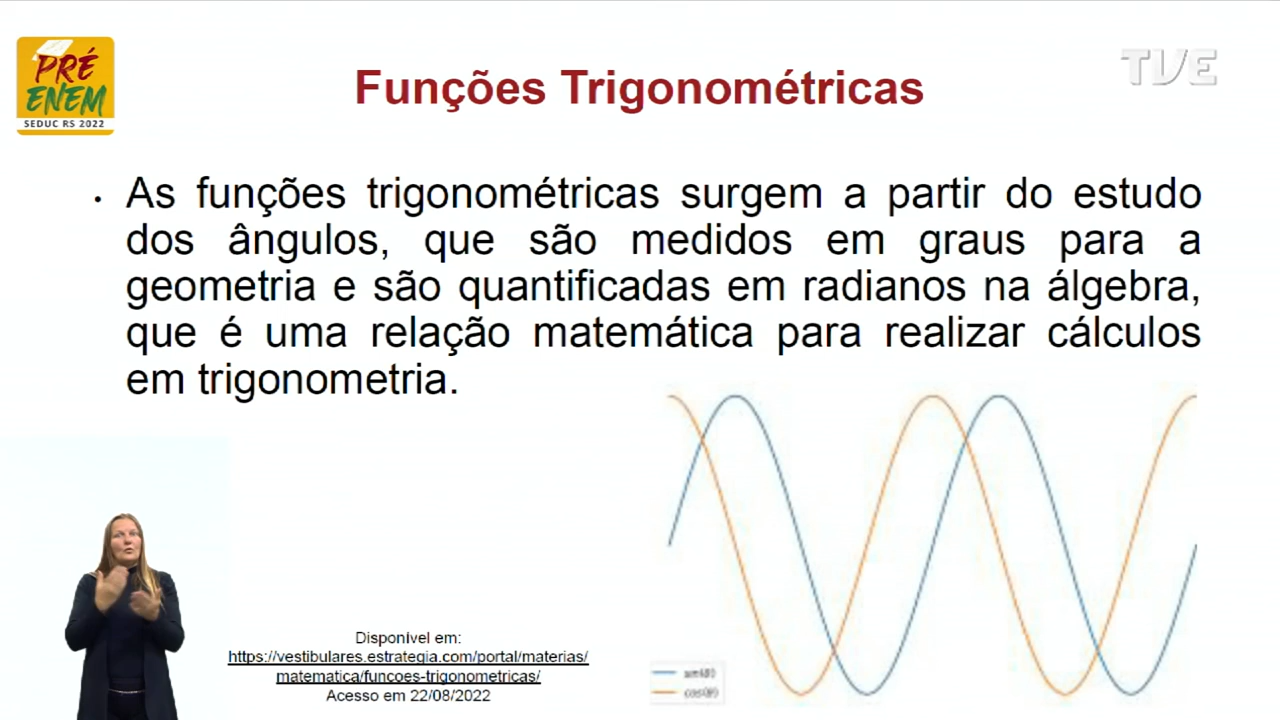 PRÉ
ENEM
SEDUC RS 2022
TVE
Funções Trigonométricas
• As funções trigonométricas surgem a partir do estudo
dos ângulos, que são medidos em graus para a
geometria e são quantificadas em radianos na álgebra,
que é uma relação matemática para realizar cálculos
em trigonometria.
Disponível em:
https://vestibulares.estrategia.com/portal/materias/
matematica/funcoes-trigonometricas/
Acesso em 22/08/2022